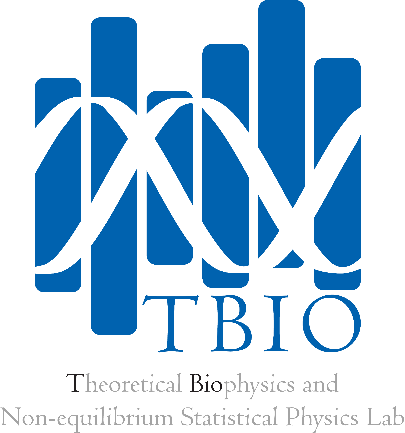 TBIO
Theoretical Biophysics and
Non-equilibrium Statistical Physics Lab